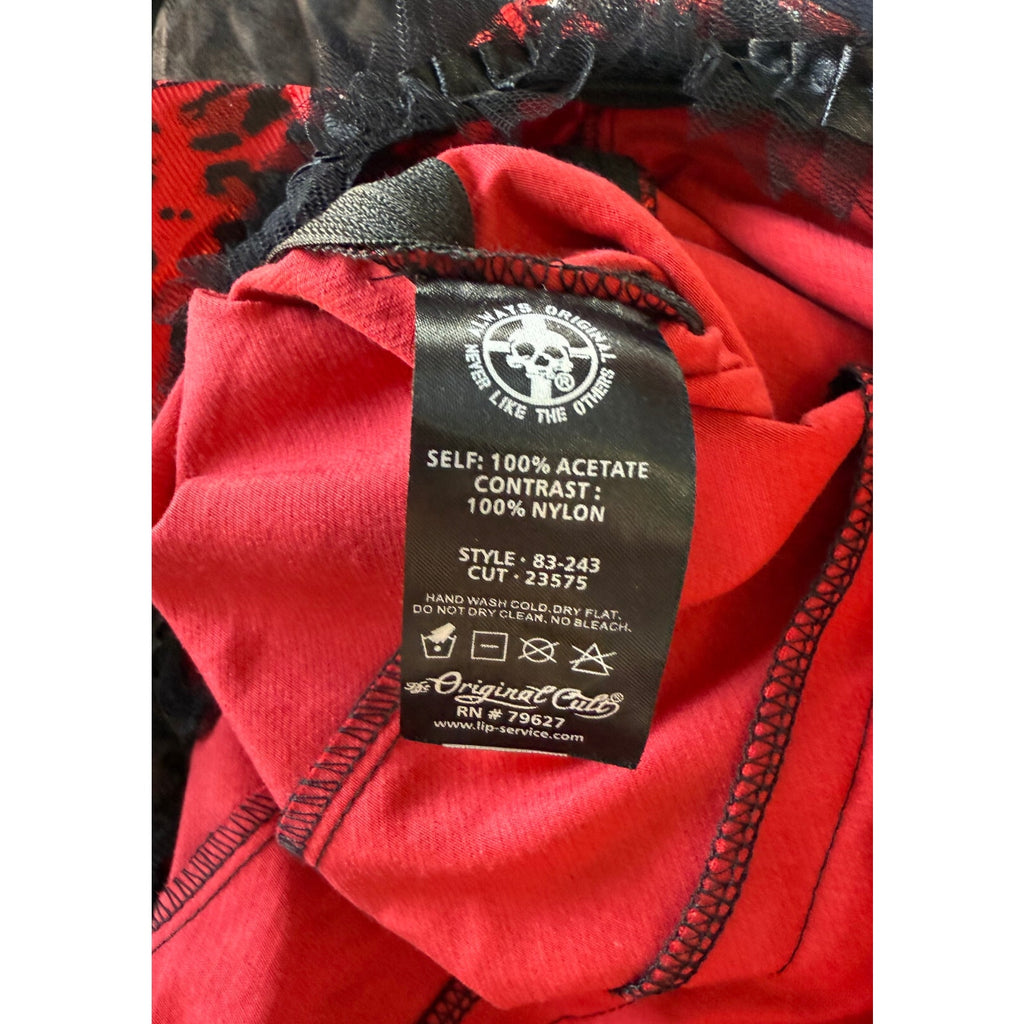 ALWAYS ORIGINAL
NEVER LIKE THE OTHERS
®
SELF: 100% ACETATE
CONTRAST :
100% NYLON
STYLE · 83-243
CUT · 23575
HAND WASH COLD. DRY FLAT.
DO NOT DRY CLEAN. NO BLEACH.
The Original Cult®
RN # 79627
www.lip-service.com